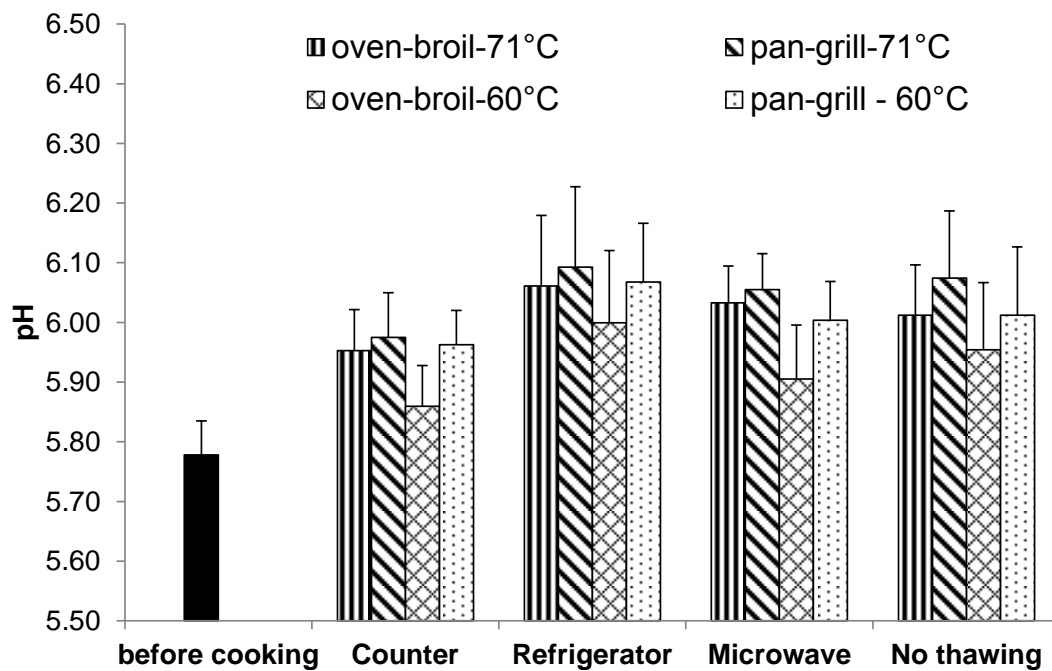 6.50
6.40
6.30
6.20
6.10
6.00
5.90
5.80
5.70
5.60
5.50
pH
oven-broil-71°C pan-grill-71°C
oven-broil-60°C pan-grill - 60°C
before cooking Counter Refrigerator Microwave No thawing